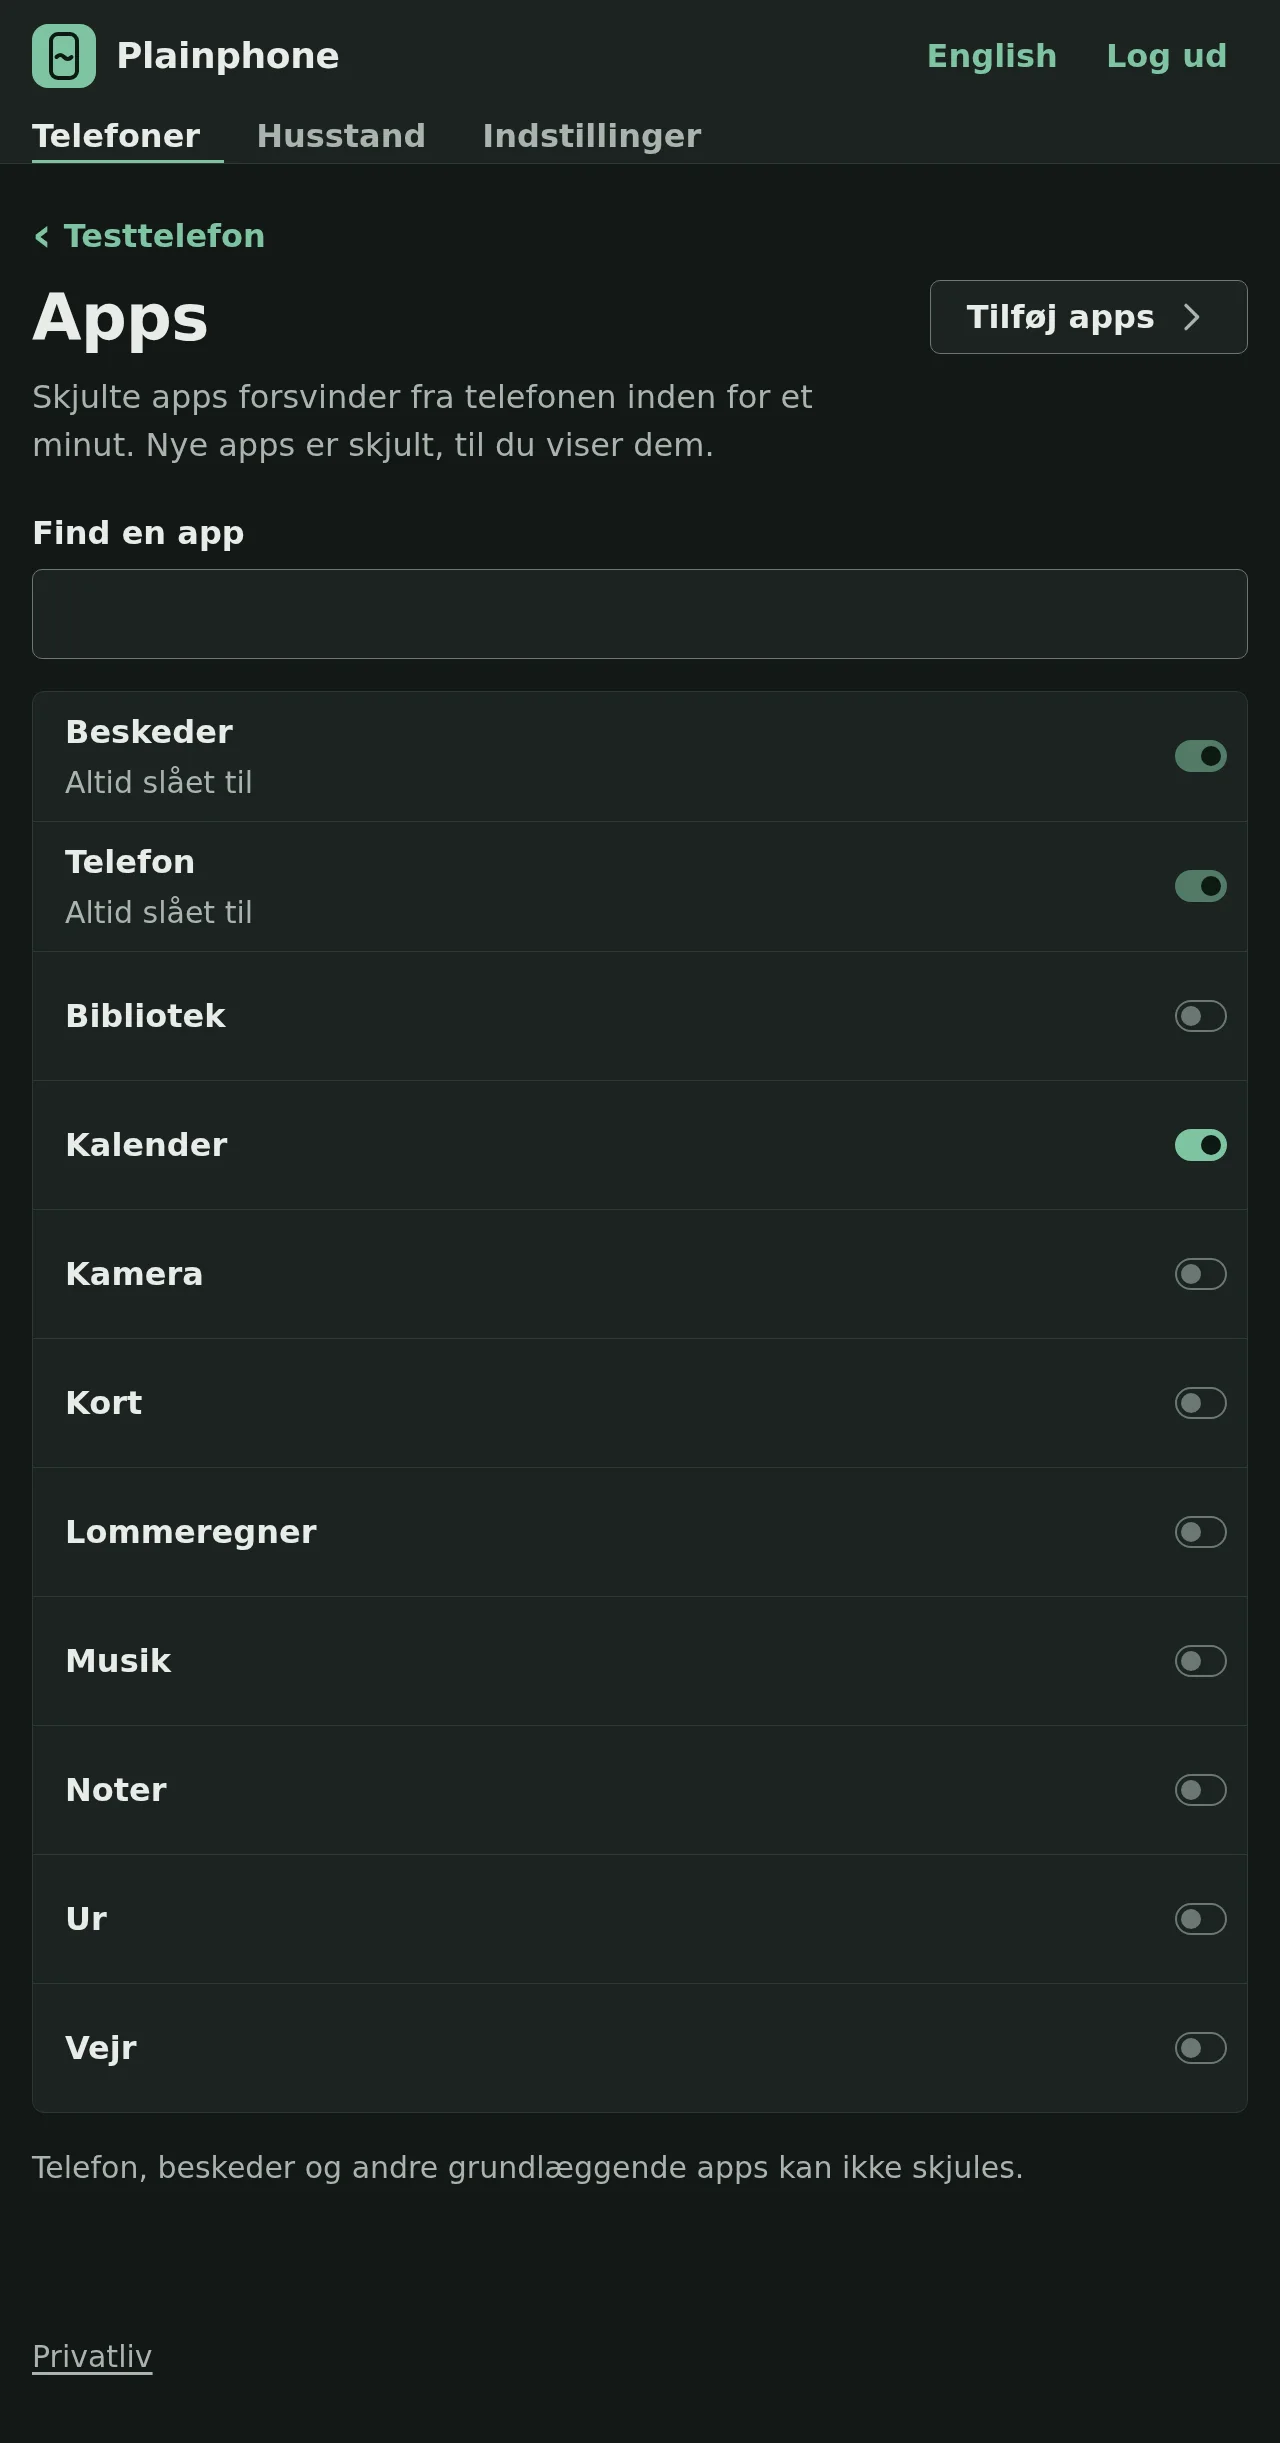 Plainphone
English
Log ud
Telefoner
Husstand
Indstillinger
‹ Testtelefon
Apps
Tilføj apps
Skjulte apps forsvinder fra telefonen inden for et
minut. Nye apps er skjult, til du viser dem.
Find en app
Beskeder
Altid slået til
Telefon
Altid slået til
Bibliotek
Kalender
Kamera
Kort
Lommeregner
Musik
Noter
Ur
Vejr
Telefon, beskeder og andre grundlæggende apps kan ikke skjules.
Privatliv